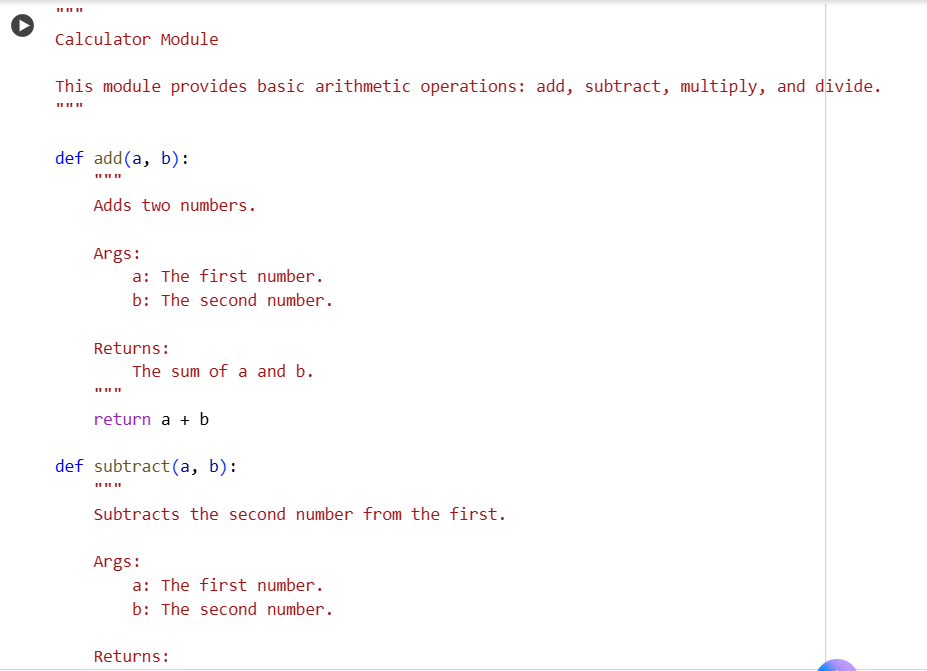 """
Calculator Module
This module provides basic arithmetic operations: add, subtract, multiply, and divide.
"""
def add(a, b):
    """
    Adds two numbers.
    Args:
        a: The first number.
        b: The second number.
    Returns:
        The sum of a and b.
    """
    return a + b
def subtract(a, b):
    """
    Subtracts the second number from the first.
    Args:
        a: The first number.
        b: The second number.
    Returns: